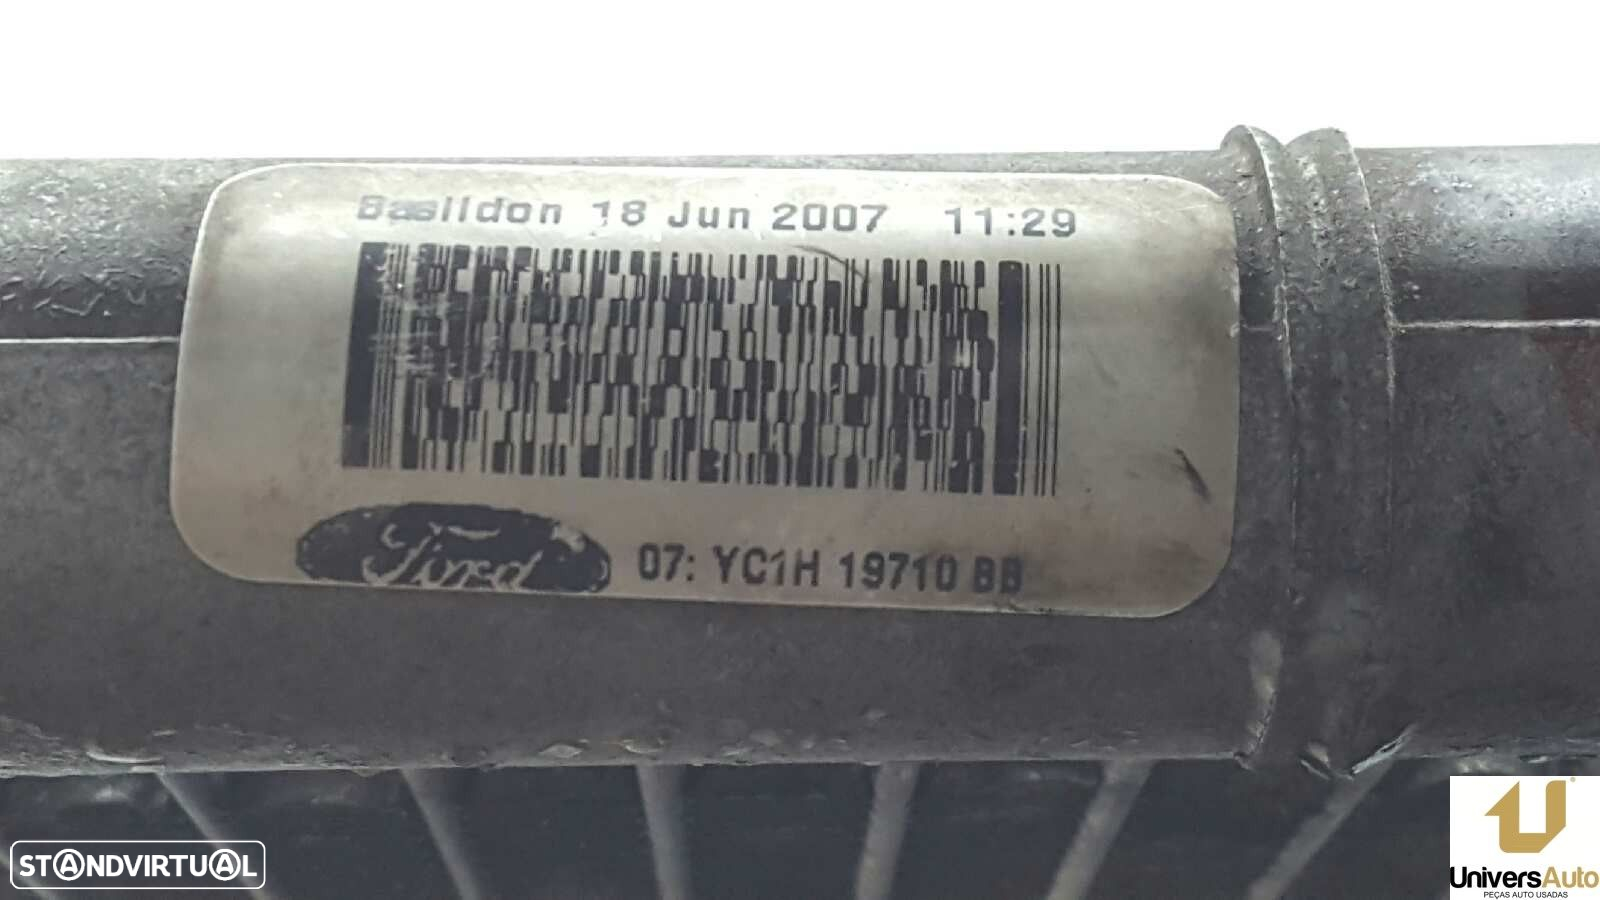 Basildon 18 Jun 2007 11:29
Ford 07: YC1H 19710 BB
STANDVIRTUAL
UniversAuto
PEÇAS AUTO USADAS